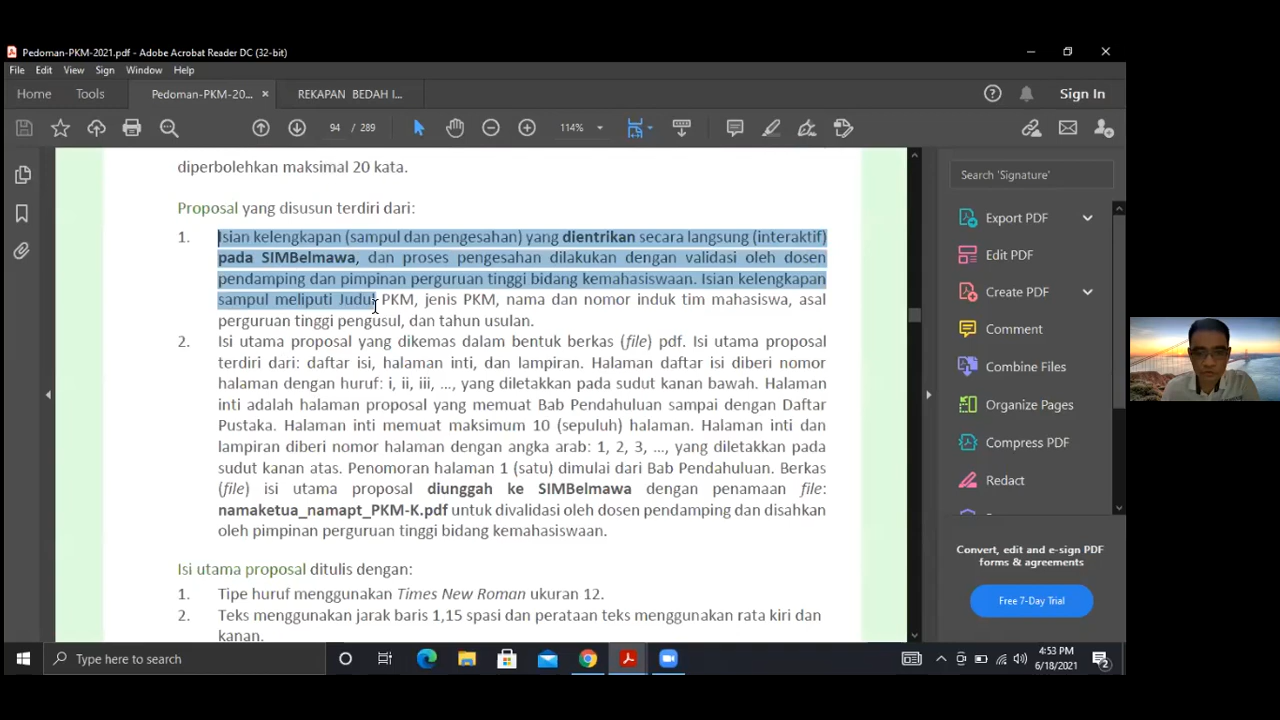 Pedoman-PKM-2021.pdf - Adobe Acrobat Reader DC (32-bit)
File Edit View Sign Window Help
Home Tools Pedoman-PKM-20... × REKAPAN BEDAH I... Sign In
94 / 289 114%
diperbolehkan maksimal 20 kata.
Proposal yang disusun terdiri dari:
1. Isian kelengkapan (sampul dan pengesahan) yang dientrikan secara langsung (interaktif)
pada SIMBelmawa, dan proses pengesahan dilakukan dengan validasi oleh dosen
pendamping dan pimpinan perguruan tinggi bidang kemahasiswaan. Isian kelengkapan
sampul meliputi Judul PKM, jenis PKM, nama dan nomor induk tim mahasiswa, asal
perguruan tinggi pengusul, dan tahun usulan.
2. Isi utama proposal yang dikemas dalam bentuk berkas (file) pdf. Isi utama proposal
terdiri dari: daftar isi, halaman inti, dan lampiran. Halaman daftar isi diberi nomor
halaman dengan huruf: i, ii, iii, ..., yang diletakkan pada sudut kanan bawah. Halaman
inti adalah halaman proposal yang memuat Bab Pendahuluan sampai dengan Daftar
Pustaka. Halaman inti memuat maksimum 10 (sepuluh) halaman. Halaman inti dan
lampiran diberi nomor halaman dengan angka arab: 1, 2, 3, ..., yang diletakkan pada
sudut kanan atas. Penomoran halaman 1 (satu) dimulai dari Bab Pendahuluan. Berkas
(file) isi utama proposal diunggah ke SIMBelmawa dengan penamaan file:
namaketua_namapt_PKM-K.pdf untuk divalidasi oleh dosen pendamping dan disahkan
oleh pimpinan perguruan tinggi bidang kemahasiswaan.
Isi utama proposal ditulis dengan:
1. Tipe huruf menggunakan Times New Roman ukuran 12.
2. Teks menggunakan jarak baris 1,15 spasi dan perataan teks menggunakan rata kiri dan
kanan.
Search 'Signature'
Export PDF
Edit PDF
Create PDF
Comment
Combine Files
Organize Pages
Compress PDF
Redact
Convert, edit and e-sign PDF
forms & agreements
Free 7-Day Trial
Type here to search
4:53 PM
6/18/2021
2